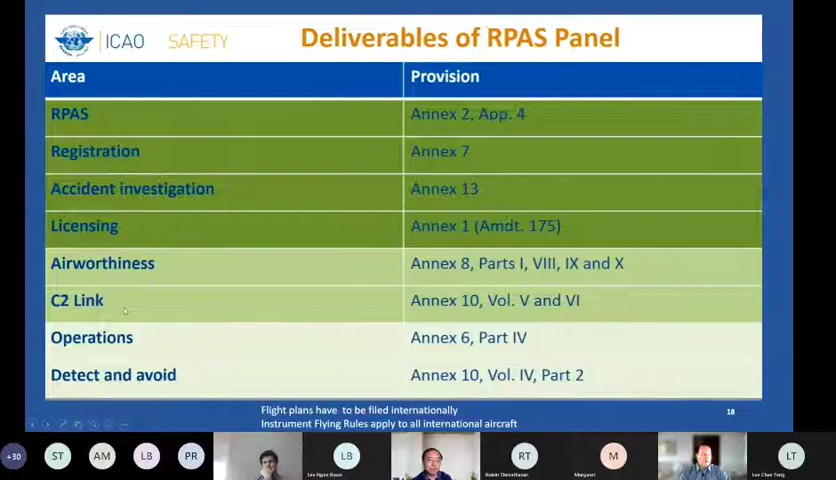 ICAO SAFETY Deliverables of RPAS Panel
Area Provision
RPAS Annex 2, App. 4
Registration Annex 7
Accident investigation Annex 13
Licensing Annex 1 (Amdt. 175)
Airworthiness Annex 8, Parts I, VIII, IX and X
C2 Link Annex 10, Vol. V and VI
Operations Annex 6, Part IV
Detect and avoid Annex 10, Vol. IV, Part 2
Flight plans have to be filed internationally
Instrument Flying Rules apply to all international aircraft
18
+30 ST AM LB PR LB RT M LT
Margaret